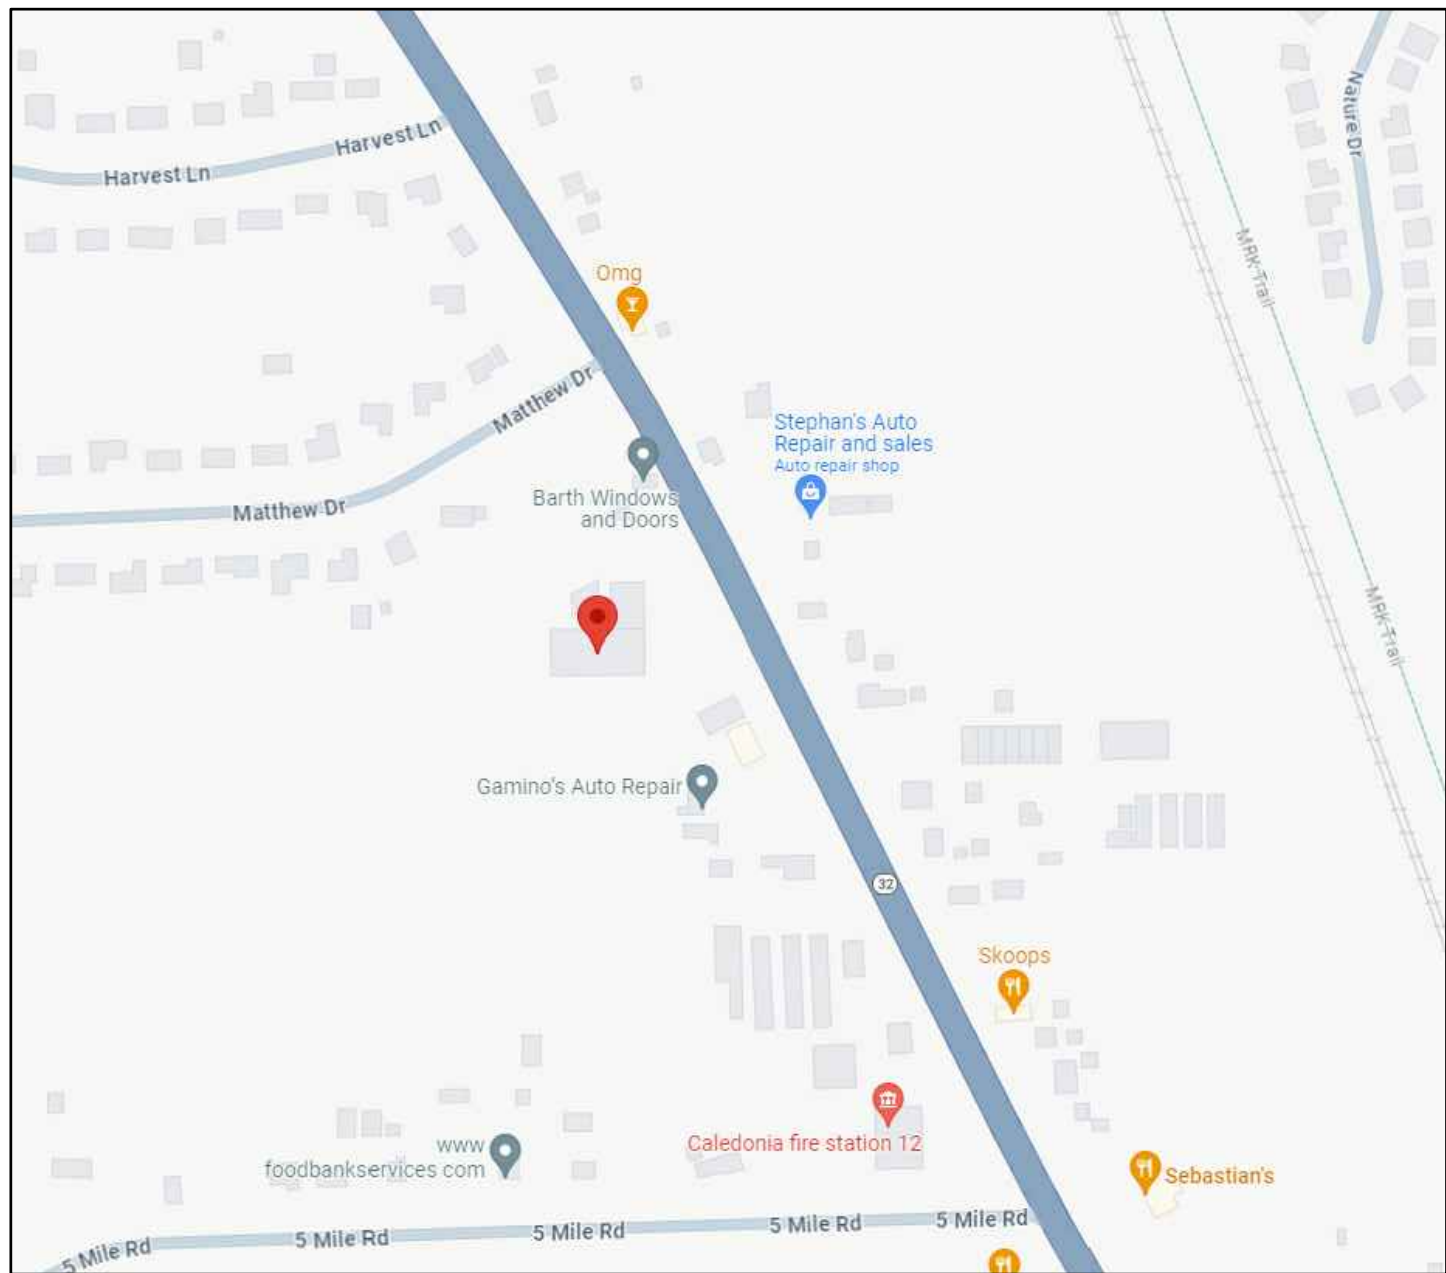 Harvest Ln
Harvest Ln
Nature Dr
MRK Trail
Omg
Matthew Dr
Stephan's Auto
Repair and sales
Auto repair shop
Barth Windows
and Doors
Matthew Dr
MRK Trail
Gamino's Auto Repair
32
Skoops
Caledonia fire station 12
www
foodbankservices com
Sebastian's
5 Mile Rd
5 Mile Rd
5 Mile Rd
5 Mile Rd
5 Mile Rd